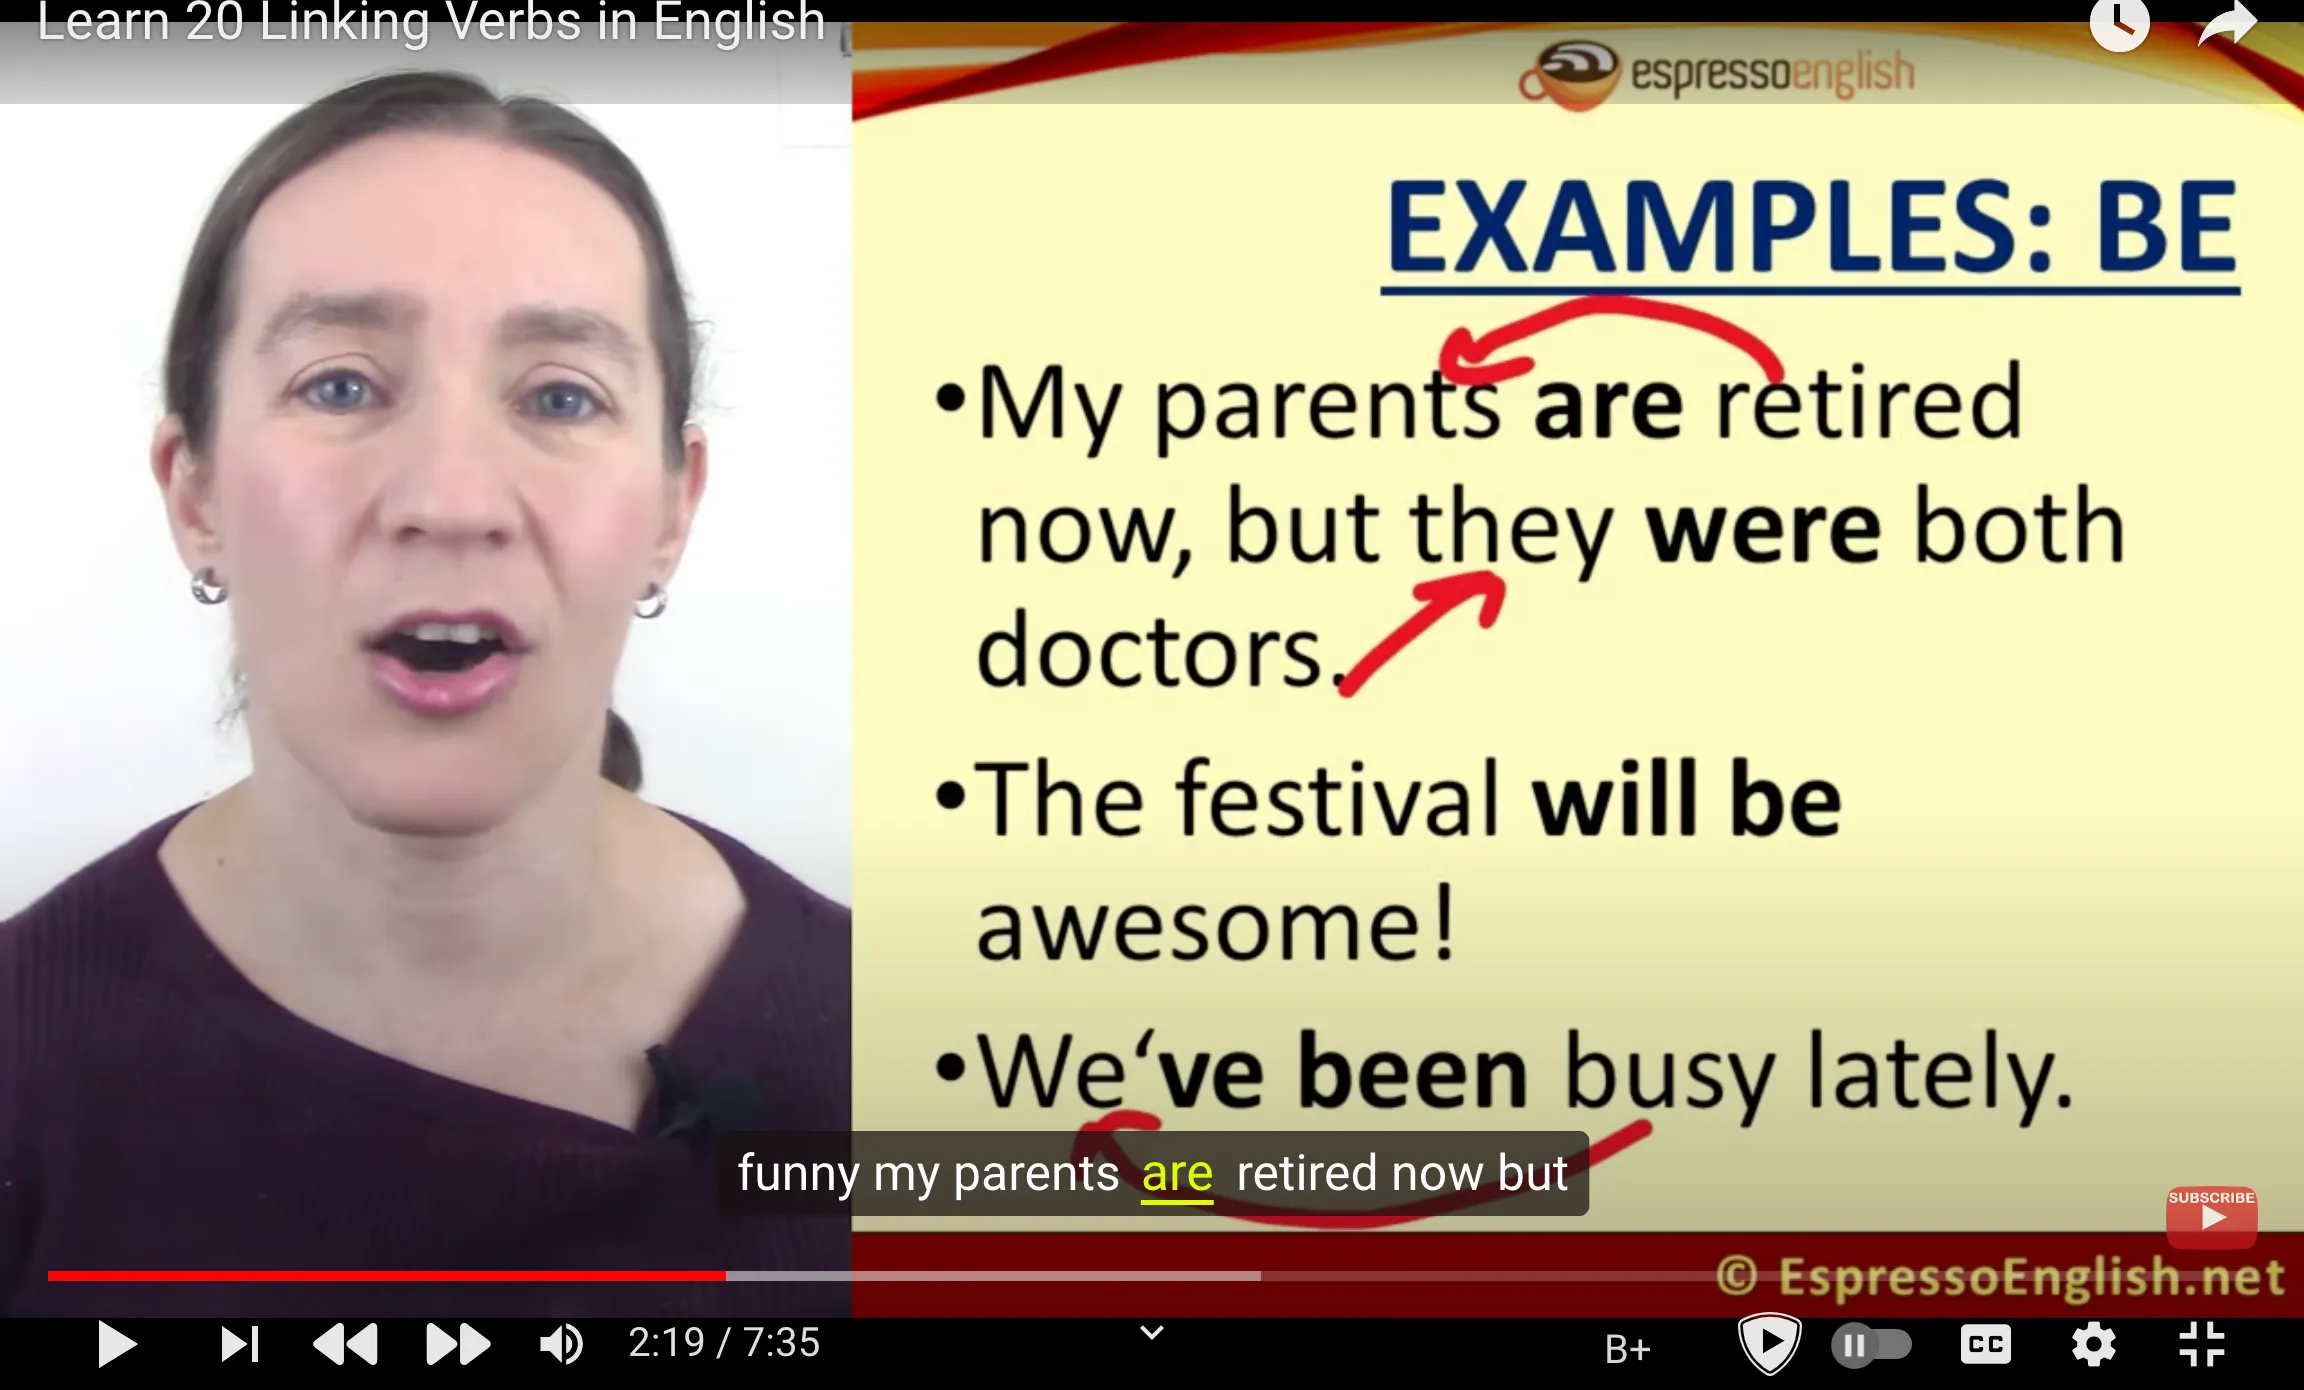 Learn 20 Linking Verbs in English
espressoenglish
EXAMPLES: BE
•My parents are retired
now, but they were both
doctors.
•The festival will be
awesome!
•We‘ve been busy lately.
funny my parents are retired now but
SUBSCRIBE
© EspressoEnglish.net
2:19 / 7:35
B+
CC